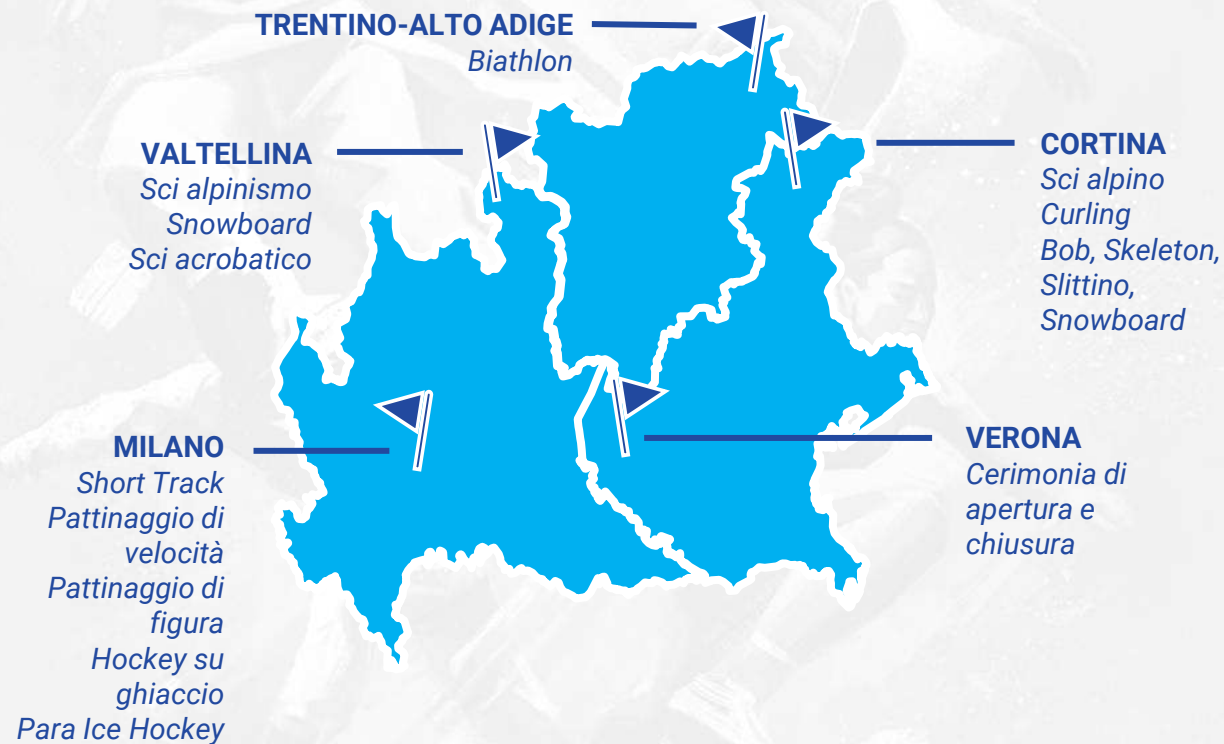 TRENTINO-ALTO ADIGE
Biathlon
VALTELLINA
Sci alpinismo
Snowboard
Sci acrobatico
CORTINA
Sci alpino
Curling
Bob, Skeleton,
Slittino,
Snowboard
MILANO
Short Track
Pattinaggio di
velocità
Pattinaggio di
figura
Hockey su
ghiaccio
Para Ice Hockey
VERONA
Cerimonia di
apertura e
chiusura